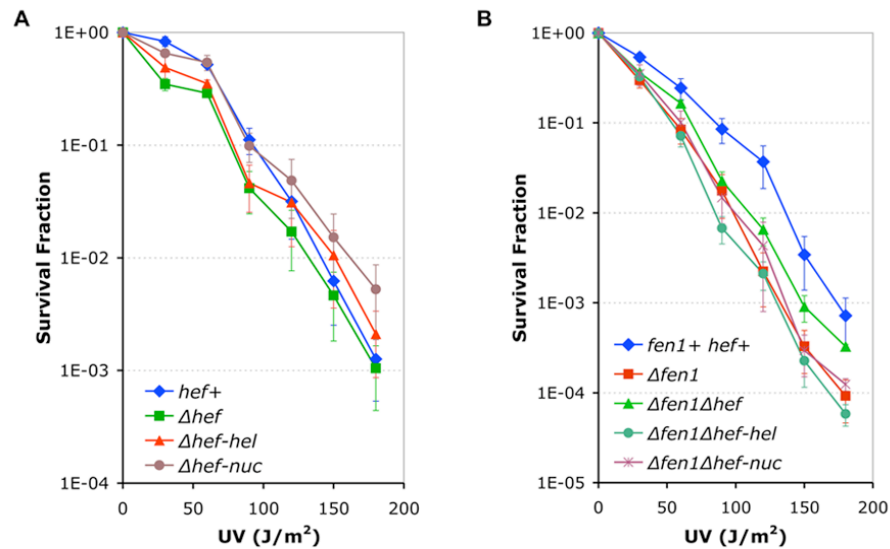 A
1E+00
1E-01
1E-02
1E-03
1E-04
Survival Fraction
0 50 100 150 200
UV (J/m²)
hef+
Δhef
Δhef-hel
Δhef-nuc
B
1E+00
1E-01
1E-02
1E-03
1E-04
1E-05
Survival Fraction
0 50 100 150 200
UV (J/m²)
fen1+ hef+
Δfen1
Δfen1Δhef
Δfen1Δhef-hel
Δfen1Δhef-nuc